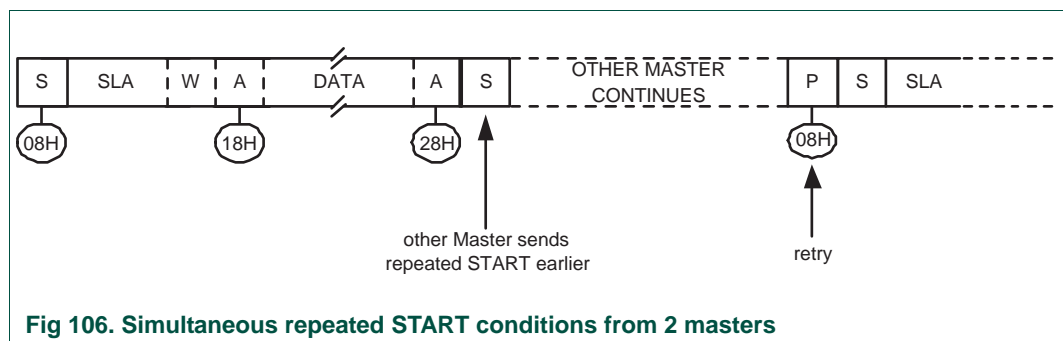 S SLA W A DATA A S OTHER MASTER CONTINUES P S SLA
08H 18H 28H 08H
other Master sends
repeated START earlier
retry
Fig 106. Simultaneous repeated START conditions from 2 masters